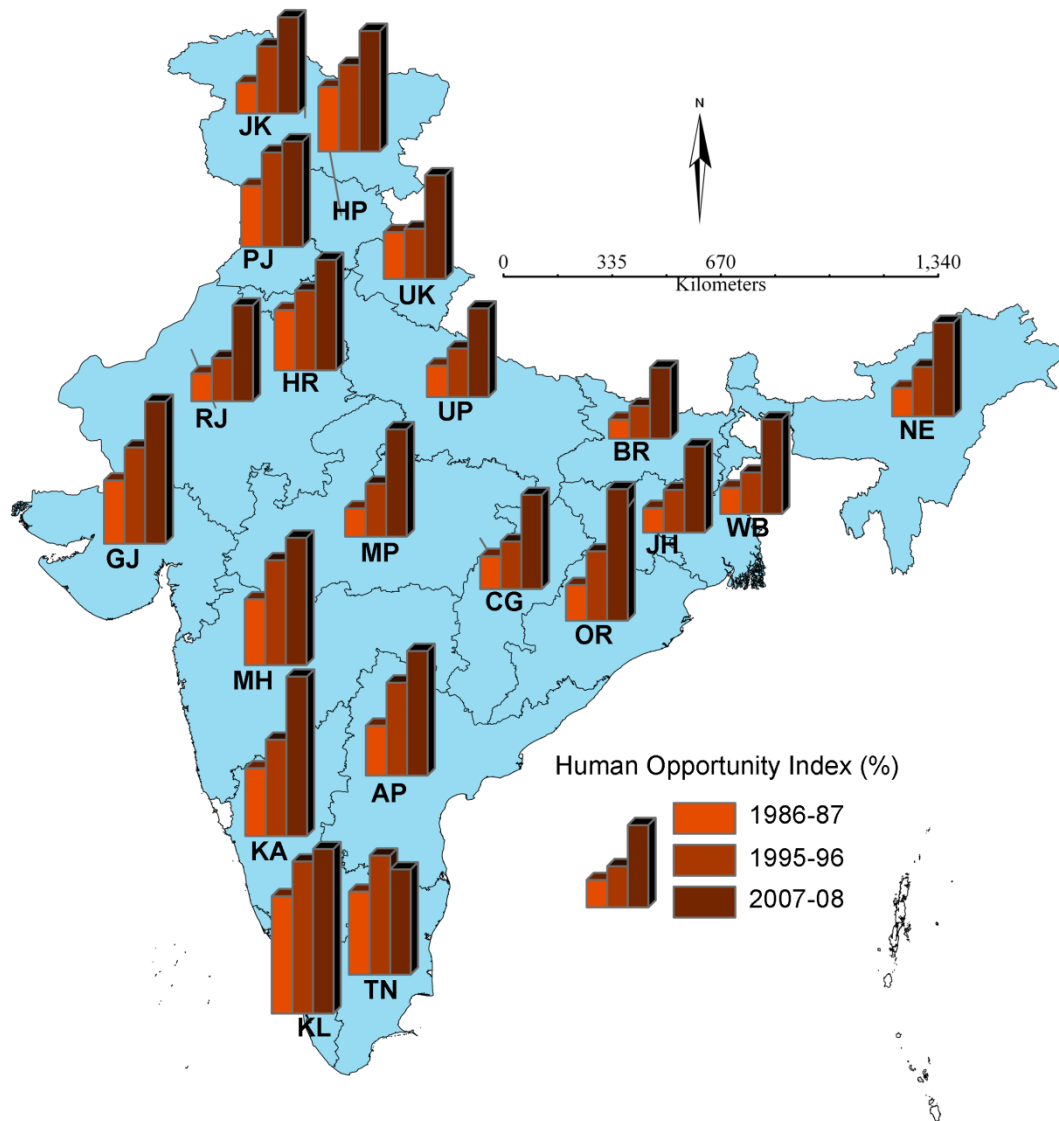 N
JK
HP
PJ
0 335 670 1,340
Kilometers
UK
HR
RJ
UP
NE
BR
WB
GJ
MP
JH
CG
OR
MH
Human Opportunity Index (%)
AP
1986-87
KA
1995-96
2007-08
TN
KL